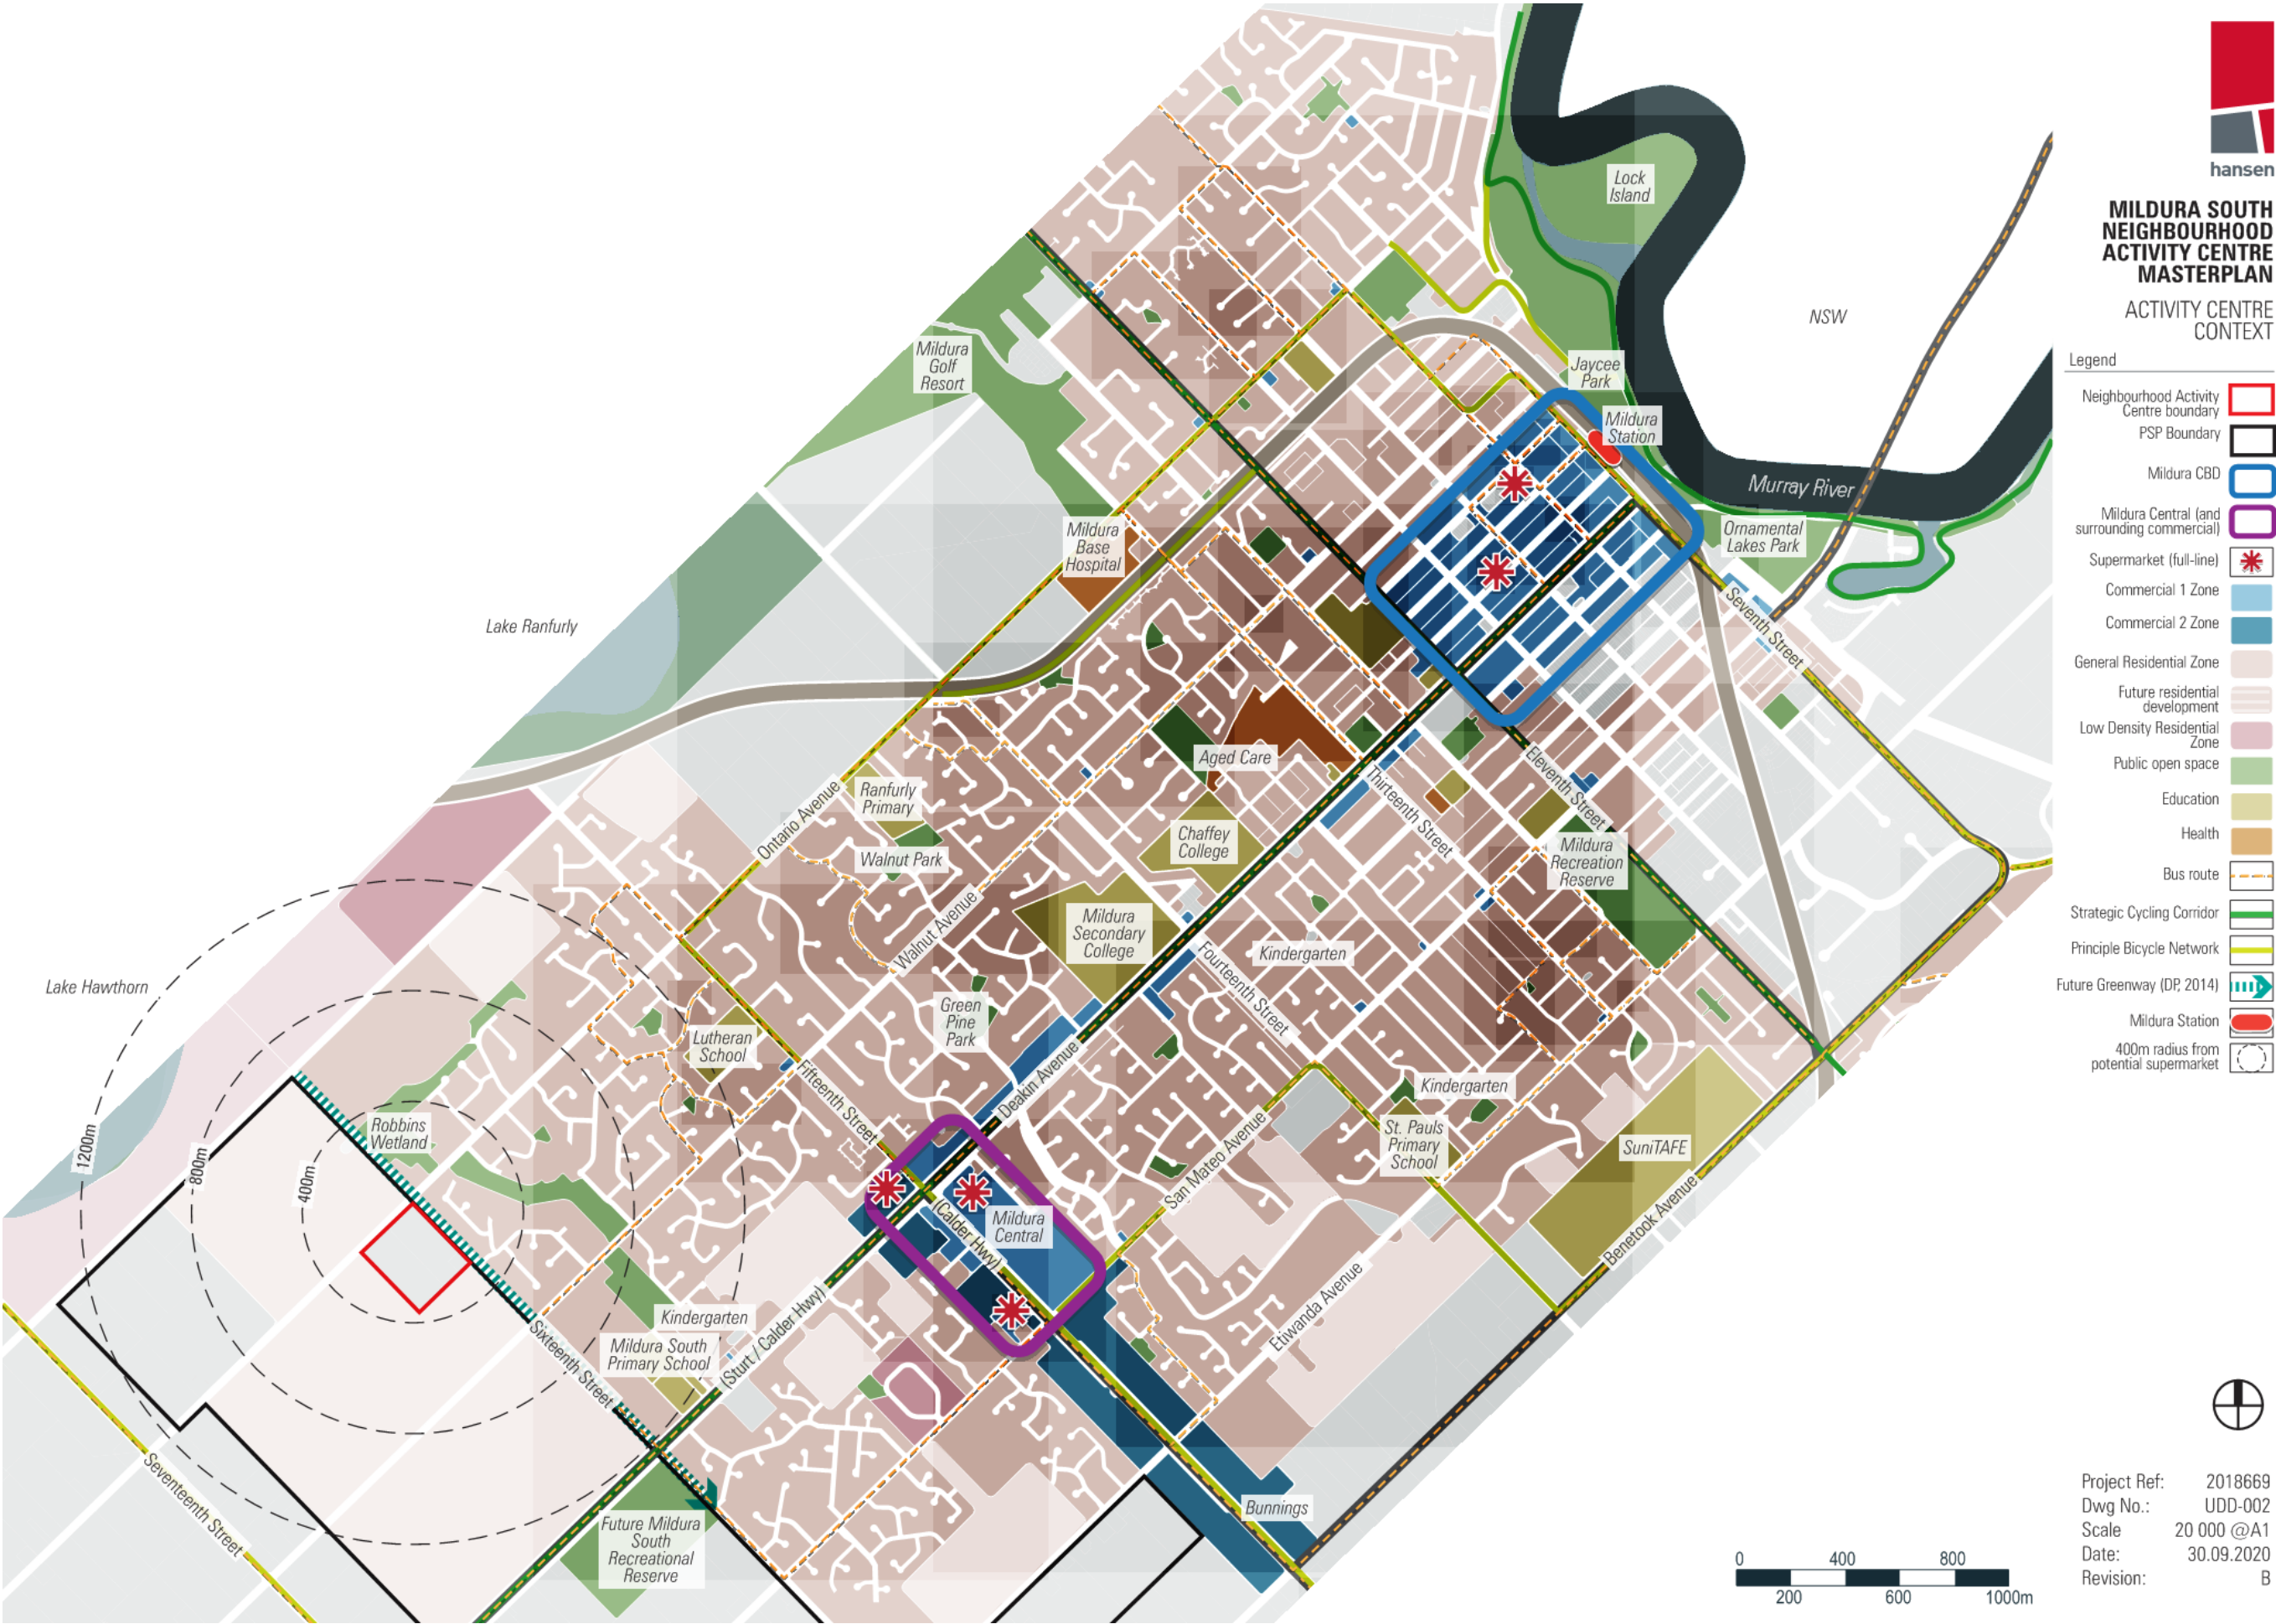 hansen
MILDURA SOUTH
NEIGHBOURHOOD
ACTIVITY CENTRE
MASTERPLAN
ACTIVITY CENTRE
CONTEXT
Legend
Neighbourhood Activity
Centre boundary
PSP Boundary
Mildura CBD
Mildura Central (and
surrounding commercial)
Supermarket (full-line)
Commercial 1 Zone
Commercial 2 Zone
General Residential Zone
Future residential
development
Low Density Residential
Zone
Public open space
Education
Health
Bus route
Strategic Cycling Corridor
Principle Bicycle Network
Future Greenway (DP, 2014)
Mildura Station
400m radius from
potential supermarket
Lock
Island
NSW
Mildura
Golf
Resort
Jaycee
Park
Mildura
Station
Murray River
Ornamental
Lakes Park
Mildura
Base
Hospital
Seventh Street
Lake Ranfurly
Aged Care
Eleventh Street
Thirteenth Street
Ontario Avenue
Ranfurly
Primary
Walnut Park
Chaffey
College
Mildura
Recreation
Reserve
Walnut Avenue
Mildura
Secondary
College
Kindergarten
Fourteenth Street
Lake Hawthorn
Green
Pine
Park
Lutheran
School
Fifteenth Street
Deakin Avenue
Kindergarten
St. Pauls
Primary
School
SuniTAFE
San Mateo Avenue
Robbins
Wetland
1200m
800m
400m
(Calder Hwy)
Mildura
Central
Benetook Avenue
Etiwanda Avenue
Kindergarten
Mildura South
Primary School
(Sturt / Calder Hwy)
Sixteenth Street
Seventeenth Street
Future Mildura
South
Recreational
Reserve
Bunnings
0
400
800
200
600
1000m
Project Ref: 2018669
Dwg No.: UDD-002
Scale 20 000 @A1
Date: 30.09.2020
Revision: B